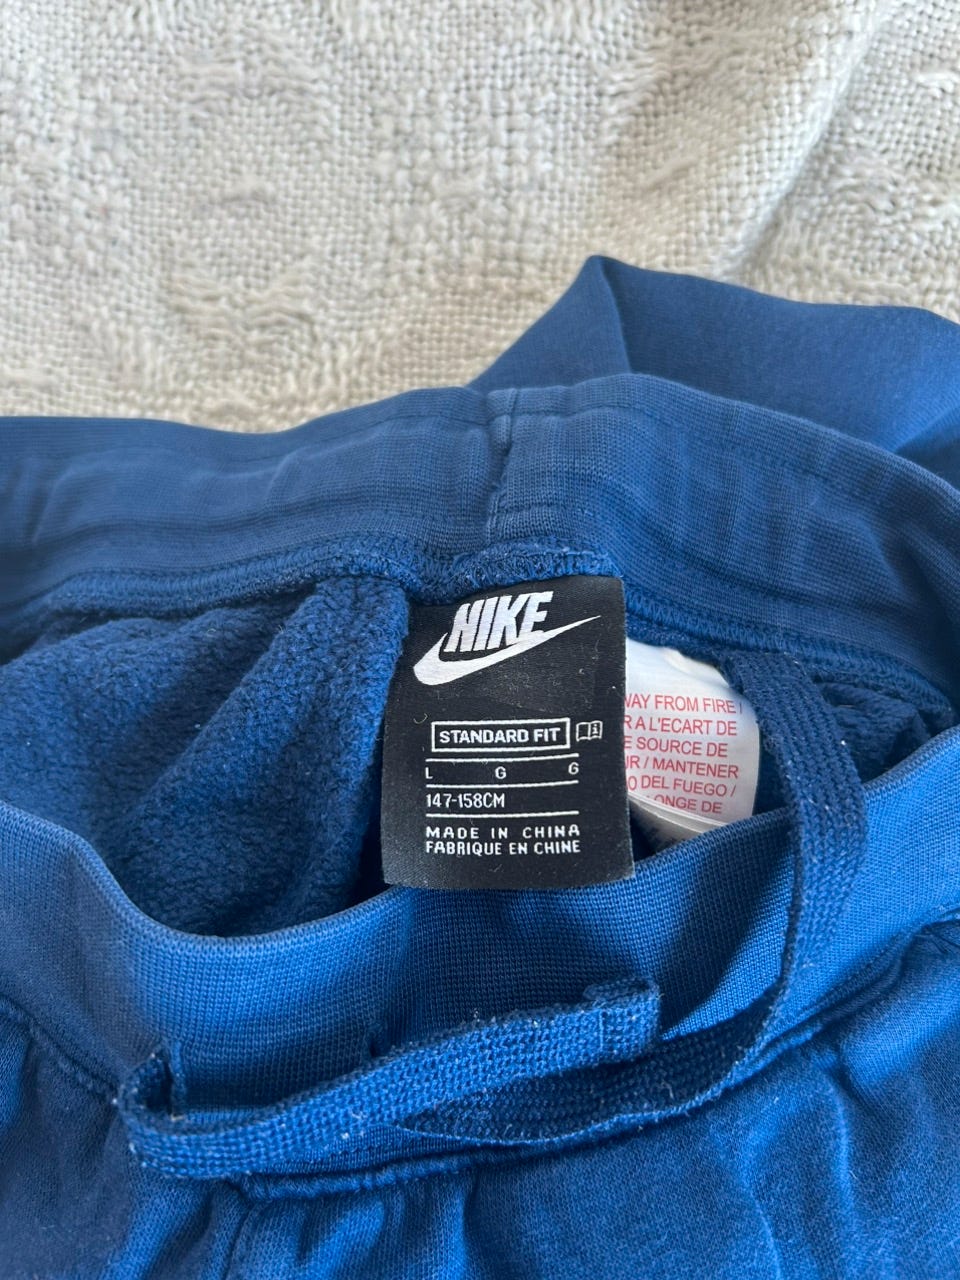 NIKE
STANDARD FIT
L G G
147-158CM
MADE IN CHINA
FABRIQUE EN CHINE
AWAY FROM FIRE /
R A L'ECART DE
E SOURCE DE
UR / MANTENER
O DEL FUEGO /
LONGE DE